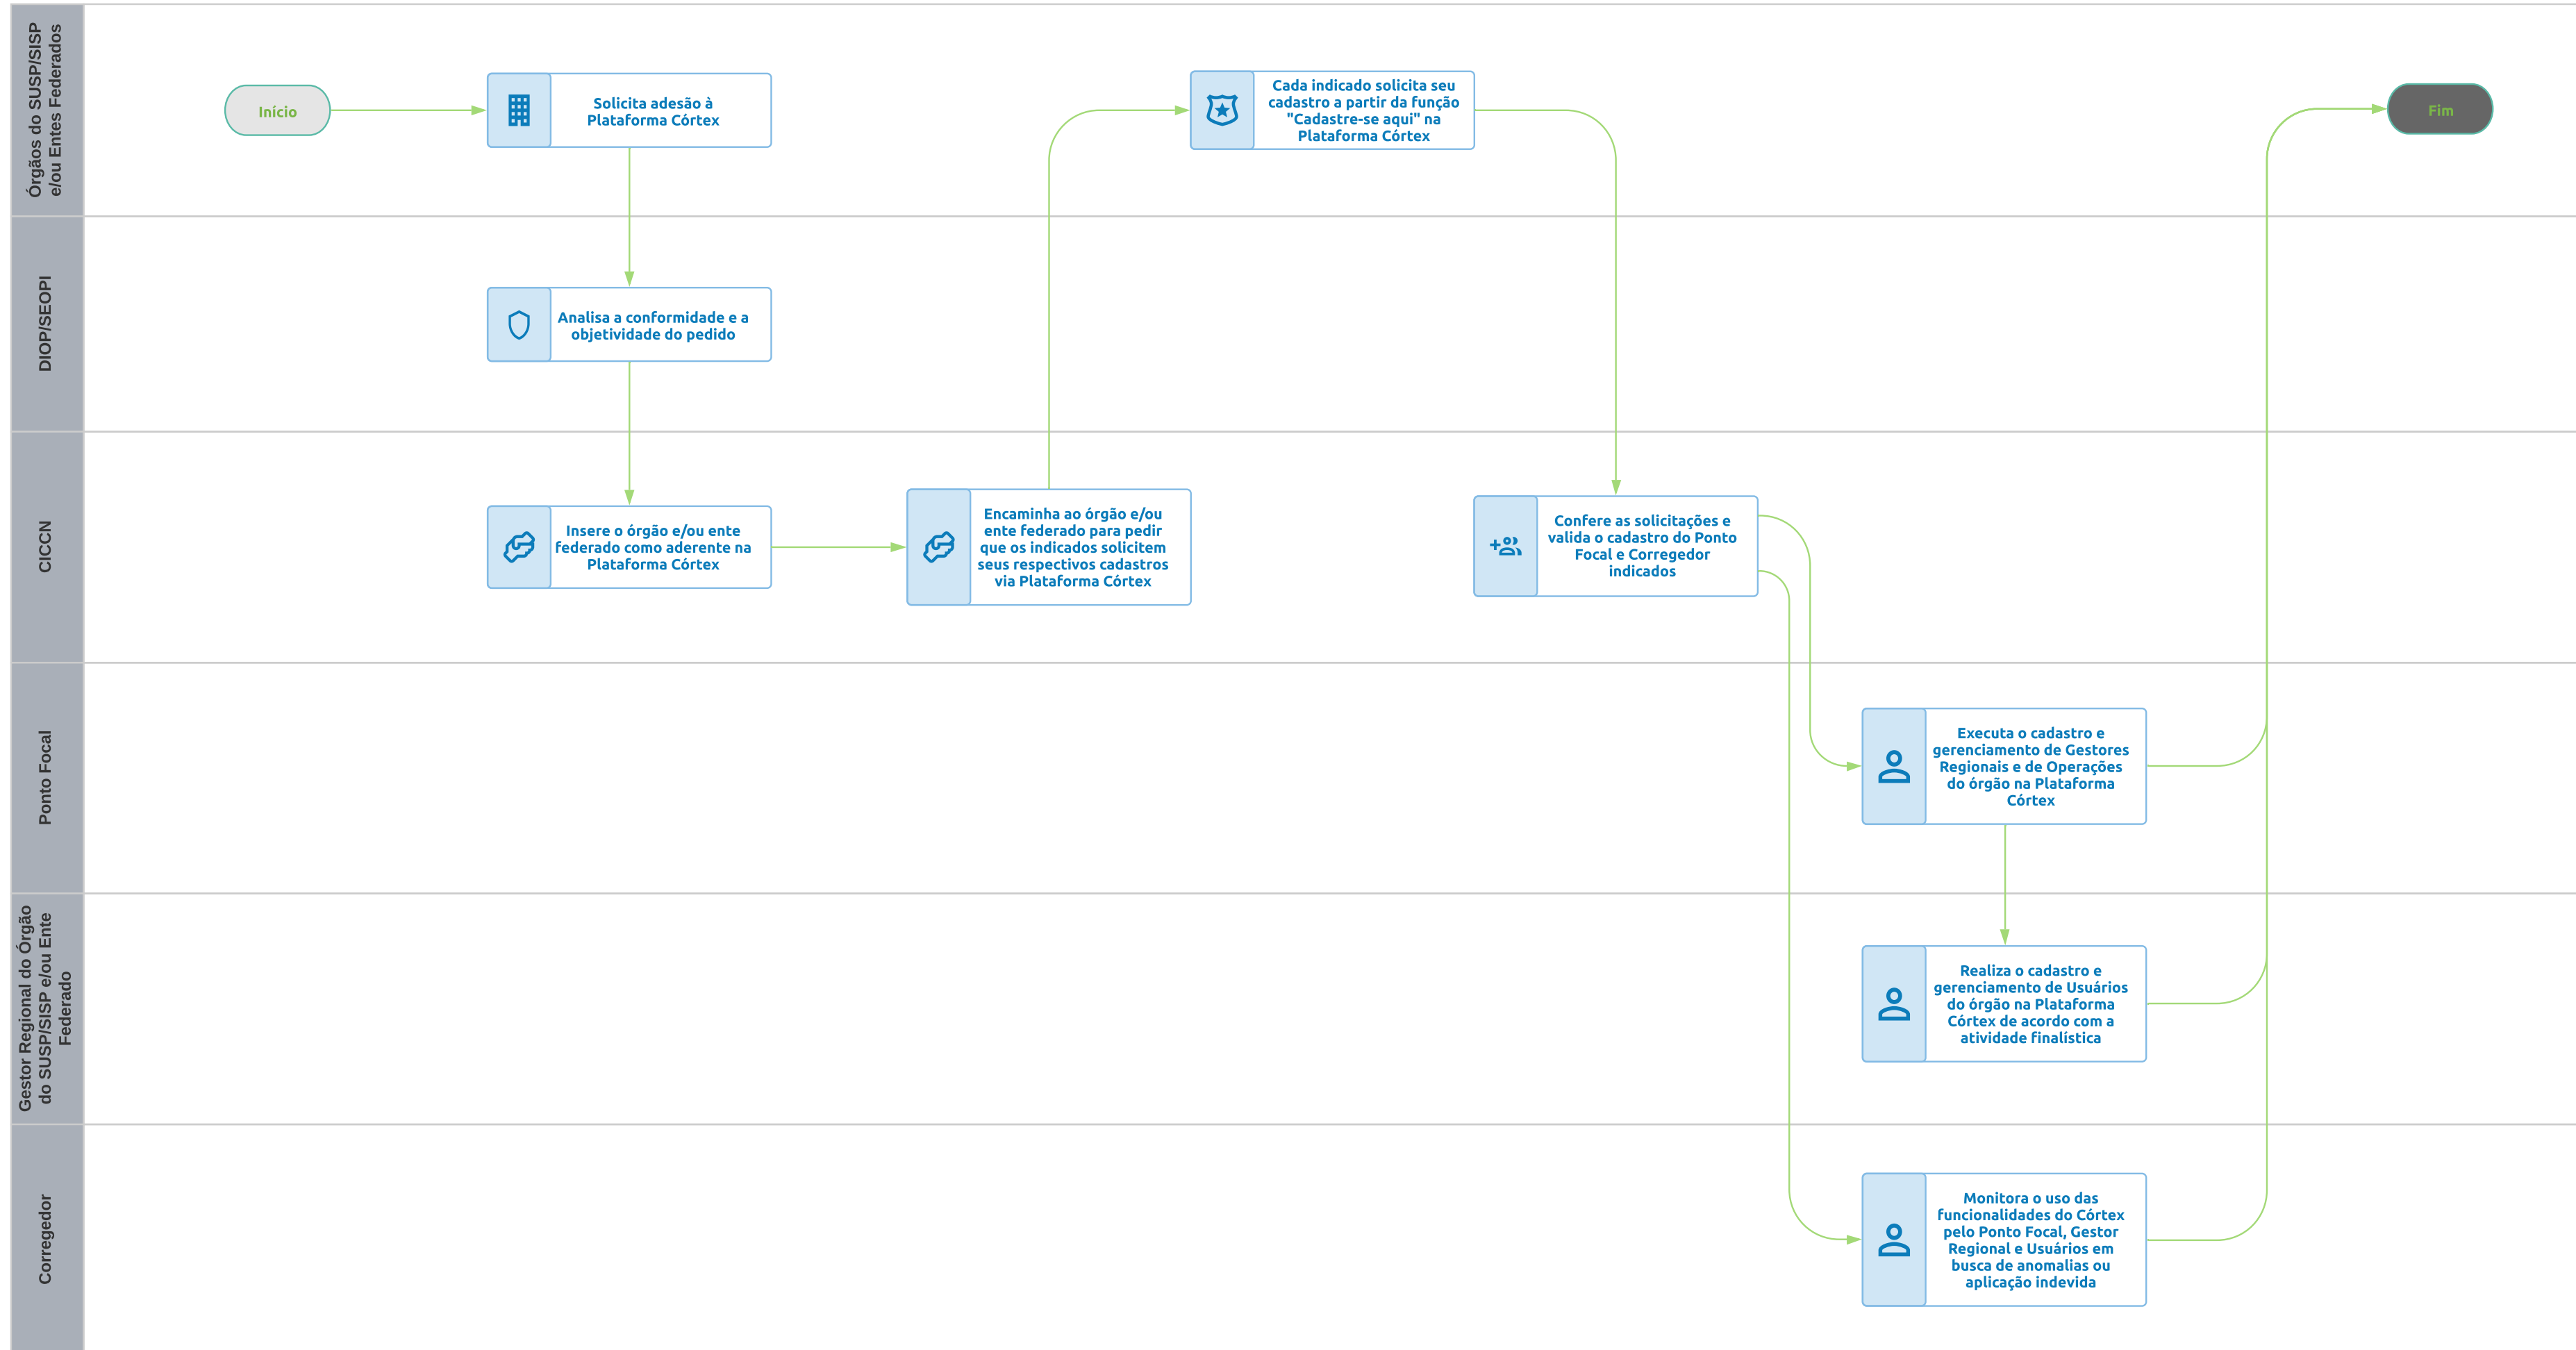 Órgãos do SUSP/SISP
e/ou Entes Federados
Início
Solicita adesão à
Plataforma Córtex
Cada indicado solicita seu
cadastro a partir da função
"Cadastre-se aqui" na
Plataforma Córtex
Fim
DIOP/SEOPI
Analisa a conformidade e a
objetividade do pedido
CICCN
Insere o órgão e/ou ente
federado como aderente na
Plataforma Córtex
Encaminha ao órgão e/ou
ente federado para pedir
que os indicados solicitem
seus respectivos cadastros
via Plataforma Córtex
Confere as solicitações e
valida o cadastro do Ponto
Focal e Corregedor
indicados
Ponto Focal
Executa o cadastro e
gerenciamento de Gestores
Regionais e de Operações
do órgão na Plataforma
Córtex
Gestor Regional do Órgão
do SUSP/SISP e/ou Ente
Federado
Realiza o cadastro e
gerenciamento de Usuários
do órgão na Plataforma
Córtex de acordo com a
atividade finalística
Corregedor
Monitora o uso das
funcionalidades do Córtex
pelo Ponto Focal, Gestor
Regional e Usuários em
busca de anomalias ou
aplicação indevida